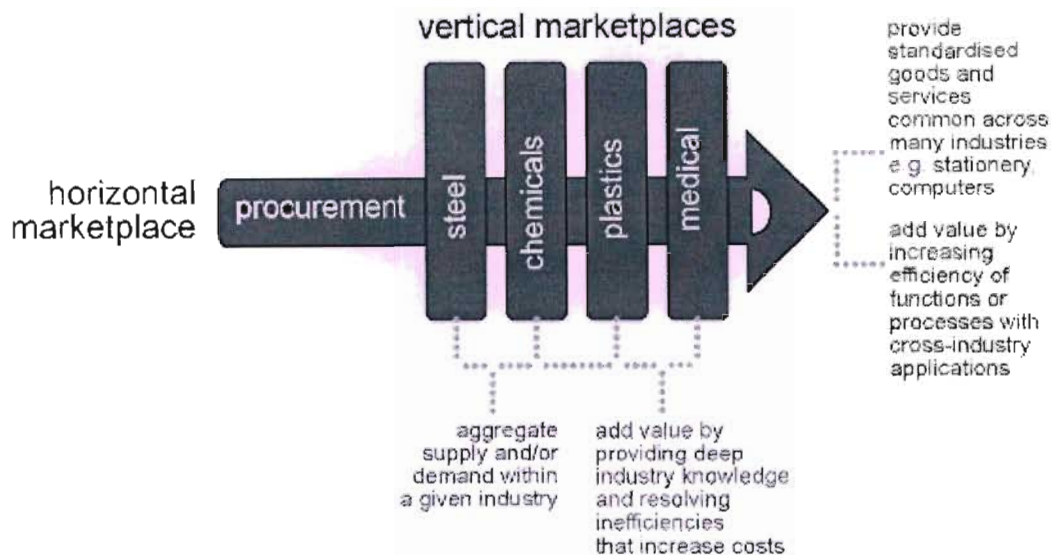 vertical marketplaces
horizontal
marketplace
procurement
steel
chemicals
plastics
medical
provide
standardised
goods and
services
common across
many industries
e.g. stationery,
computers
add value by
increasing
efficiency of
functions or
processes with
cross-industry
applications
aggregate
supply and/or
demand within
a given industry
add value by
providing deep
industry knowledge
and resolving
inefficiencies
that increase costs